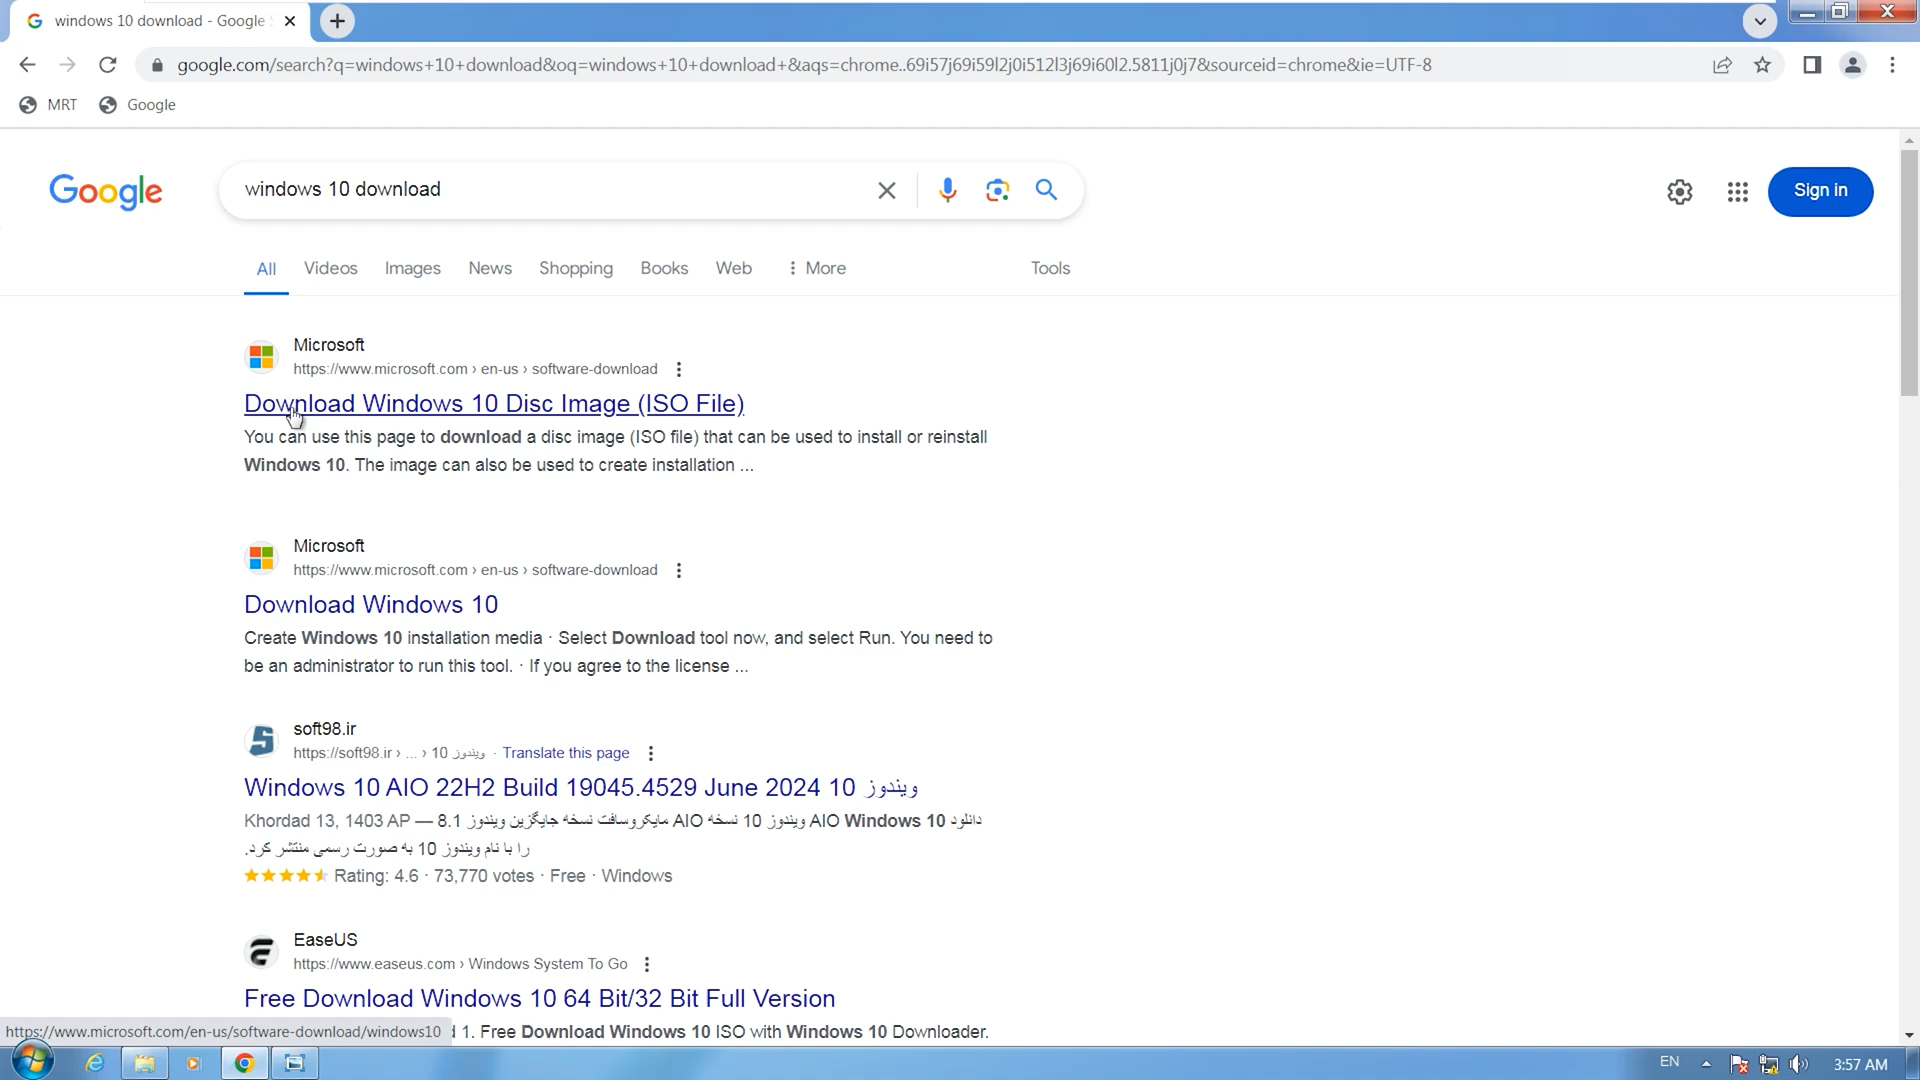 windows 10 download - Google S
google.com/search?q=windows+10+download&oq=windows+10+download+&aqs=chrome..69i57j69i59l2j0i512l3j69i60l2.5811j0j7&sourceid=chrome&ie=UTF-8
MRT Google
Google
windows 10 download
Sign in
All Videos Images News Shopping Books Web More Tools
Microsoft
https://www.microsoft.com › en-us › software-download
Download Windows 10 Disc Image (ISO File)
You can use this page to download a disc image (ISO file) that can be used to install or reinstall
Windows 10. The image can also be used to create installation ...
Microsoft
https://www.microsoft.com › en-us › software-download
Download Windows 10
Create Windows 10 installation media · Select Download tool now, and select Run. You need to
be an administrator to run this tool. · If you agree to the license ...
soft98.ir
https://soft98.ir › ... › ویندوز 10 · Translate this page
Windows 10 AIO 22H2 Build 19045.4529 June 2024 ویندوز 10
Khordad 13, 1403 AP — دانلود Windows 10 AIO ویندوز 10 نسخه AIO مایکروسافت نسخه جایگزین ویندوز 8.1
را با نام ویندوز 10 به صورت رسمی منتشر کرد.
Rating: 4.6 · 73,770 votes · Free · Windows
EaseUS
https://www.easeus.com › Windows System To Go
Free Download Windows 10 64 Bit/32 Bit Full Version
1. Free Download Windows 10 ISO with Windows 10 Downloader.
https://www.microsoft.com/en-us/software-download/windows10
EN 3:57 AM